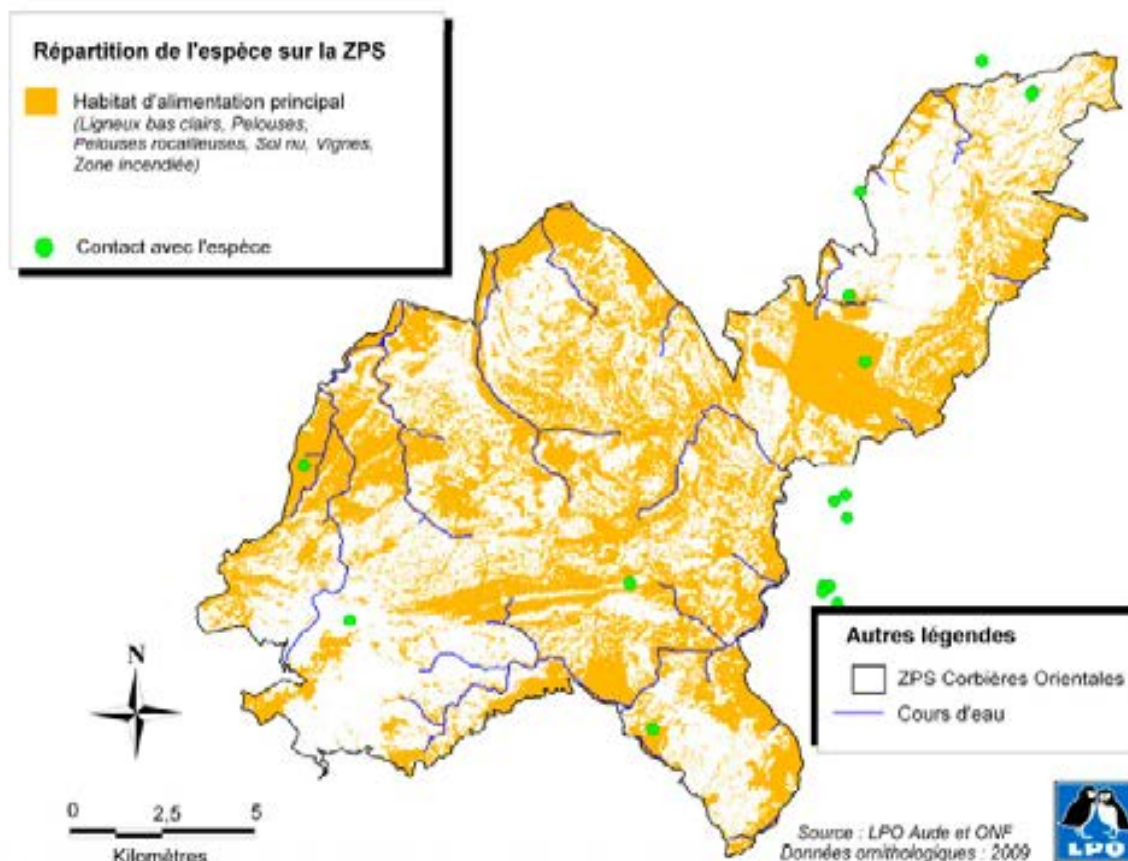 Répartition de l'espèce sur la ZPS
Habitat d'alimentation principal
(Ligneux bas clairs, Pelouses,
Pelouses rocailleuses, Sol nu, Vignes,
Zone incendiée)
Contact avec l'espèce
N
0 2,5 5
Kilomètres
Autres légendes
ZPS Corbières Orientales
Cours d'eau
Source : LPO Aude et ONF
Données ornithologiques : 2009
LPO